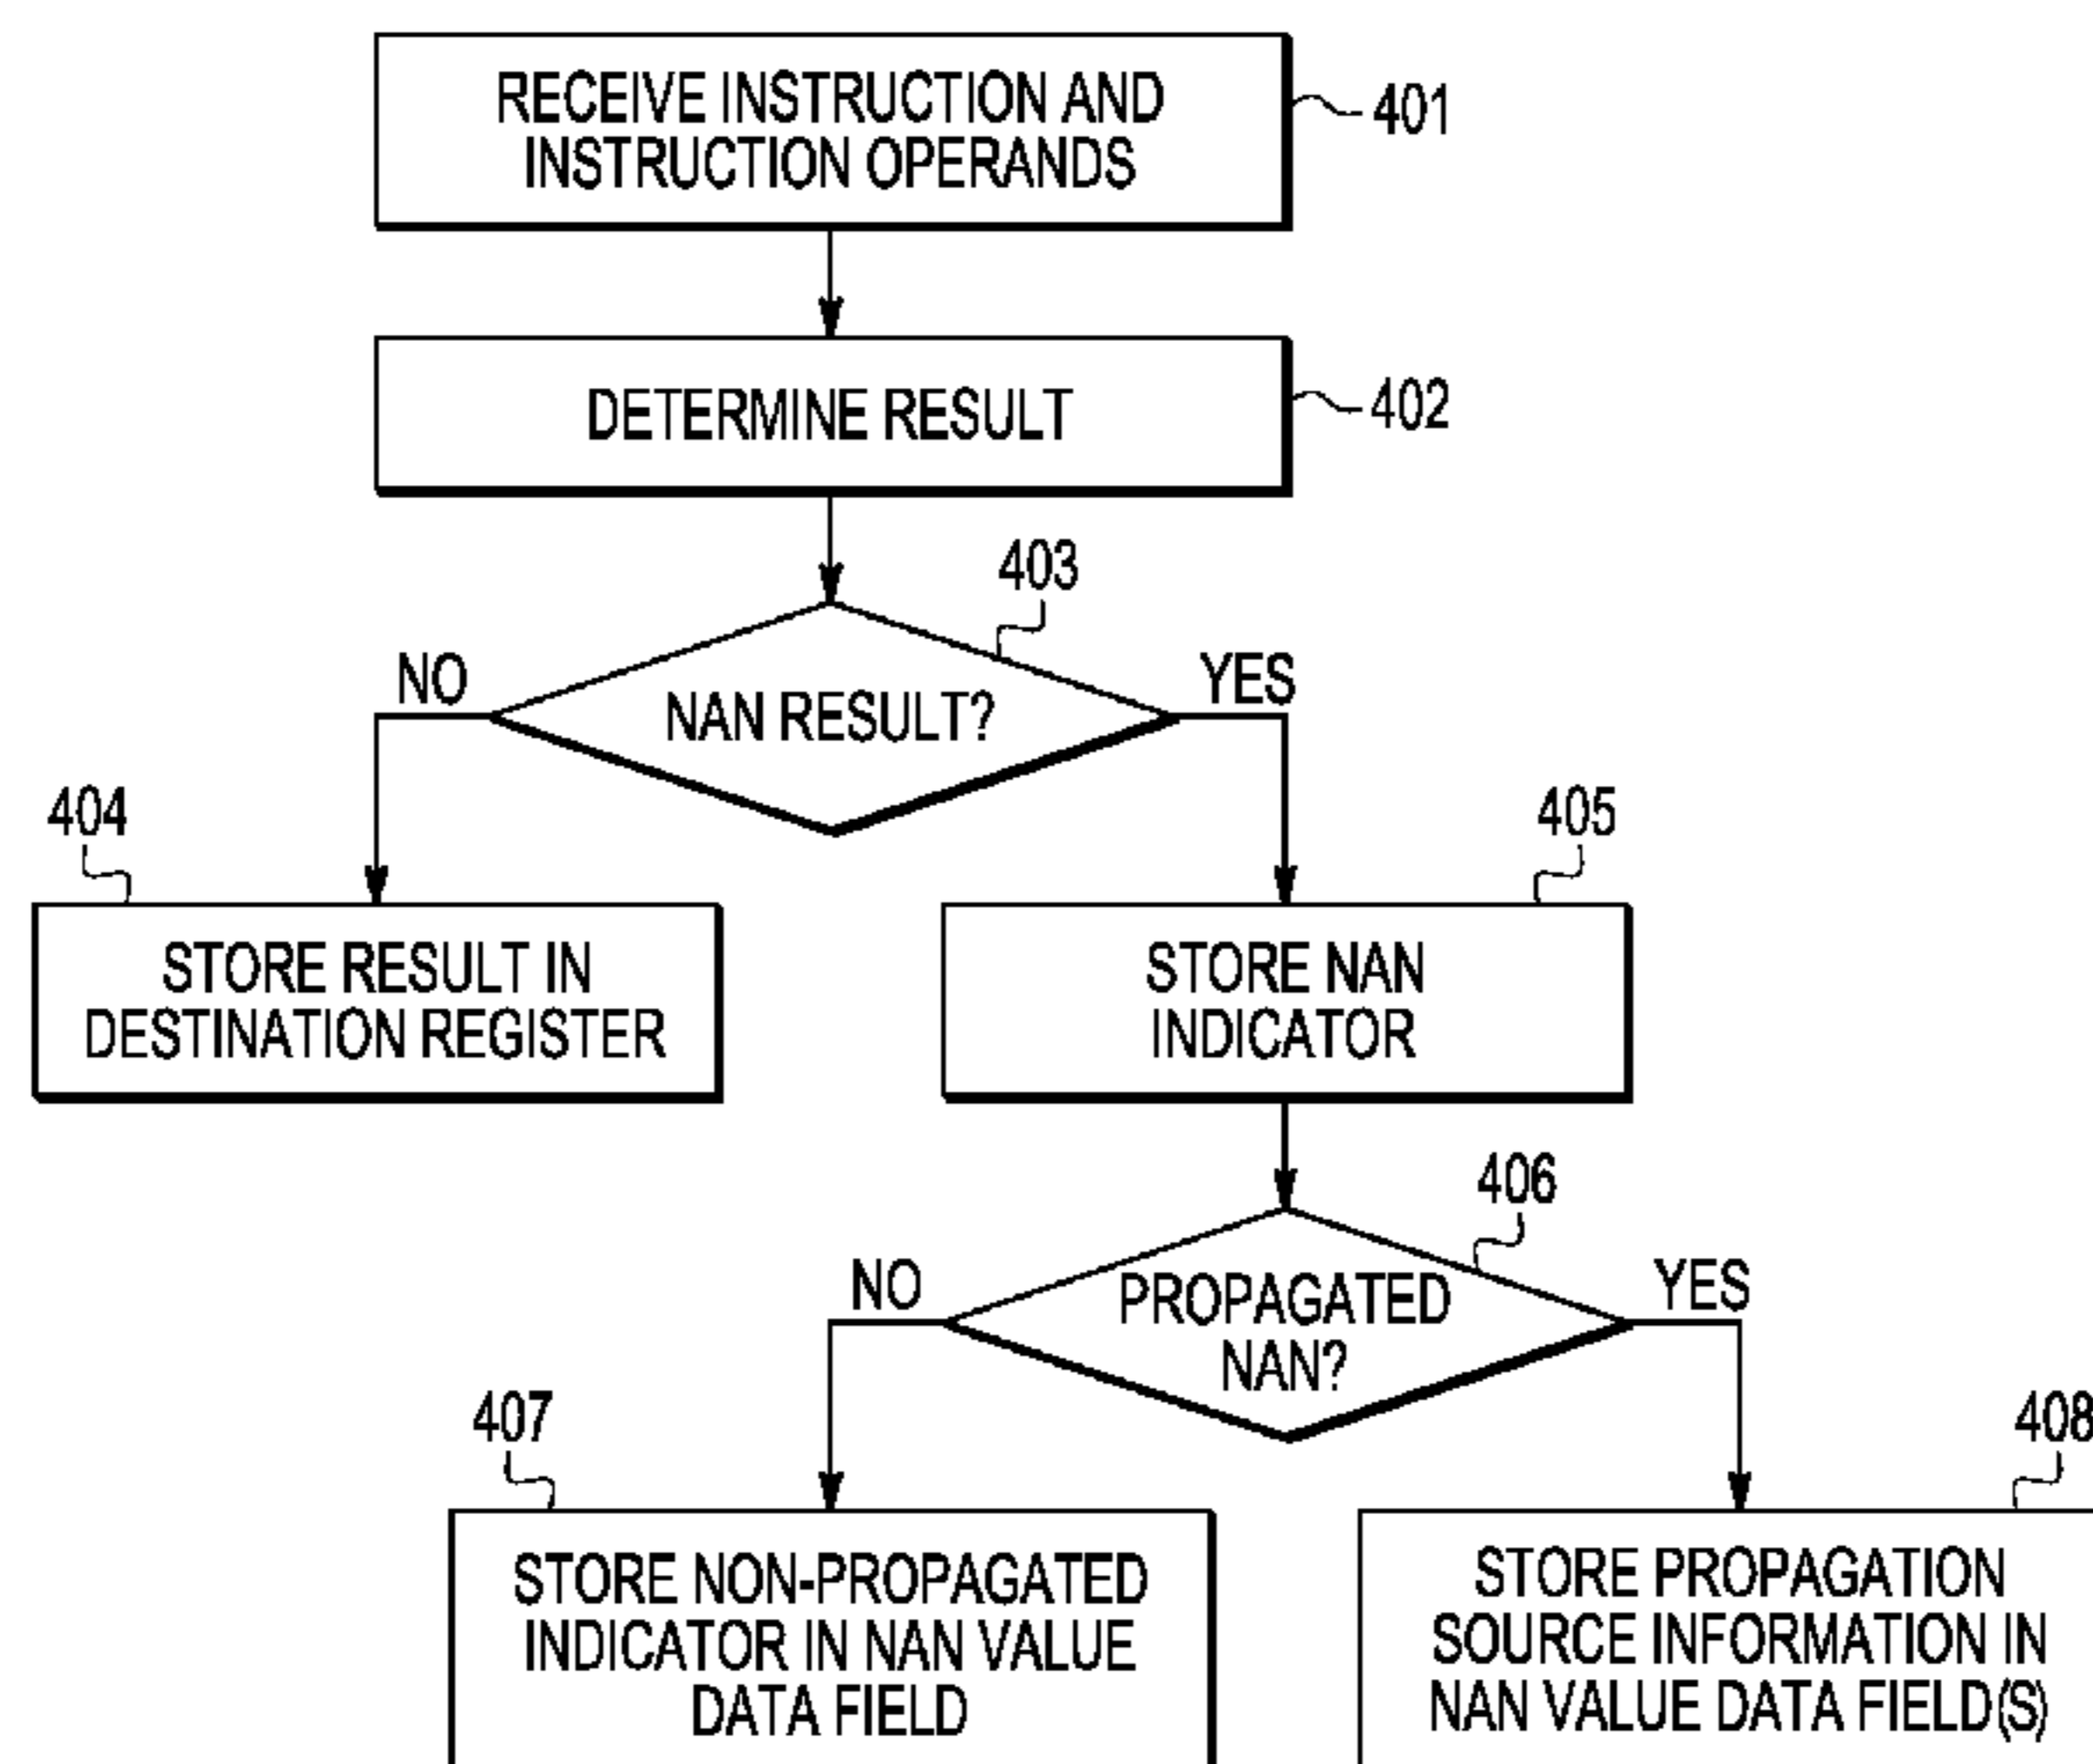 RECEIVE INSTRUCTION AND
INSTRUCTION OPERANDS
401
DETERMINE RESULT
402
403
NO
NAN RESULT?
YES
404
STORE RESULT IN
DESTINATION REGISTER
405
STORE NAN
INDICATOR
406
NO
PROPAGATED
NAN?
YES
407
STORE NON-PROPAGATED
INDICATOR IN NAN VALUE
DATA FIELD
408
STORE PROPAGATION
SOURCE INFORMATION IN
NAN VALUE DATA FIELD(S)